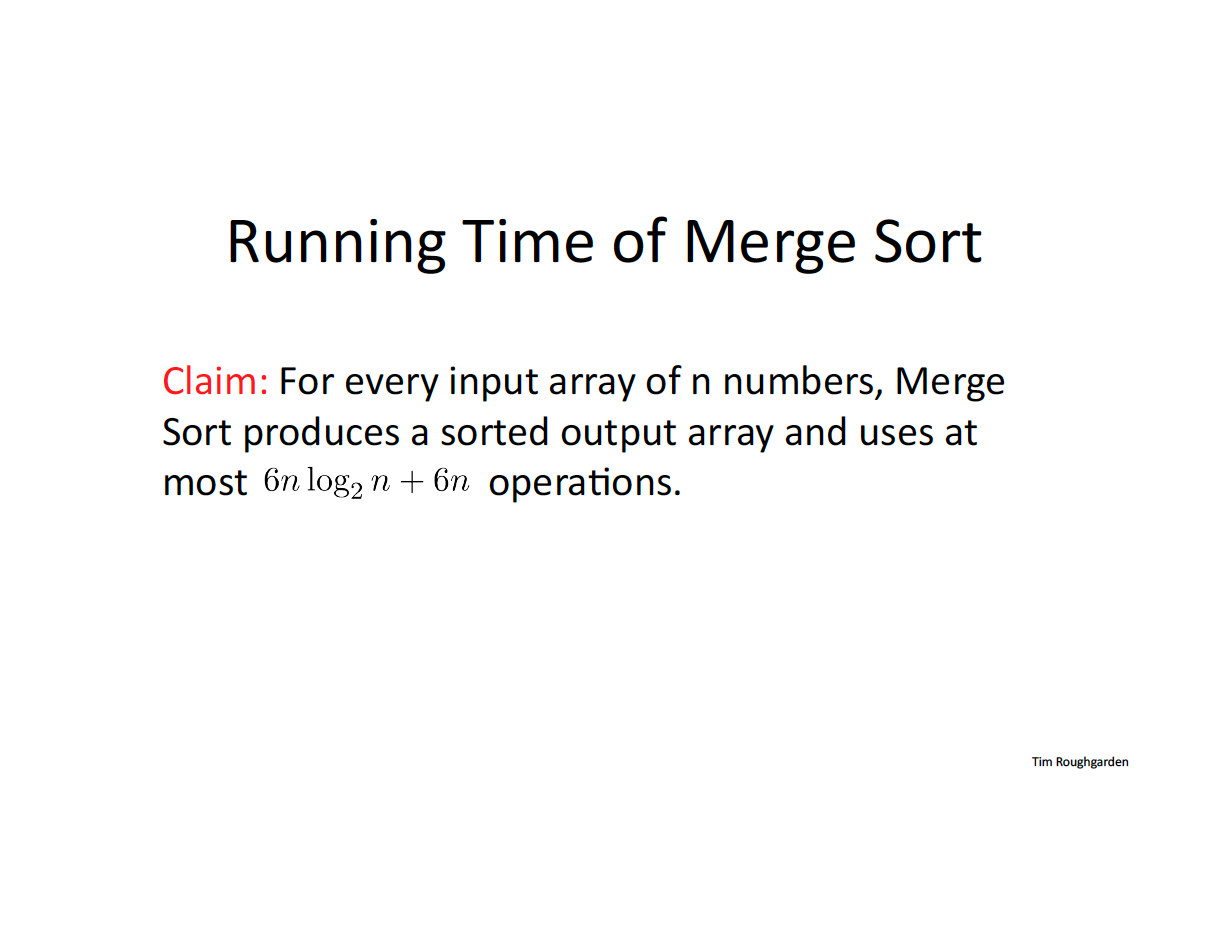 Running Time of Merge Sort
Claim: For every input array of n numbers, Merge
Sort produces a sorted output array and uses at
most 6n log₂ n + 6n operations.
Tim Roughgarden